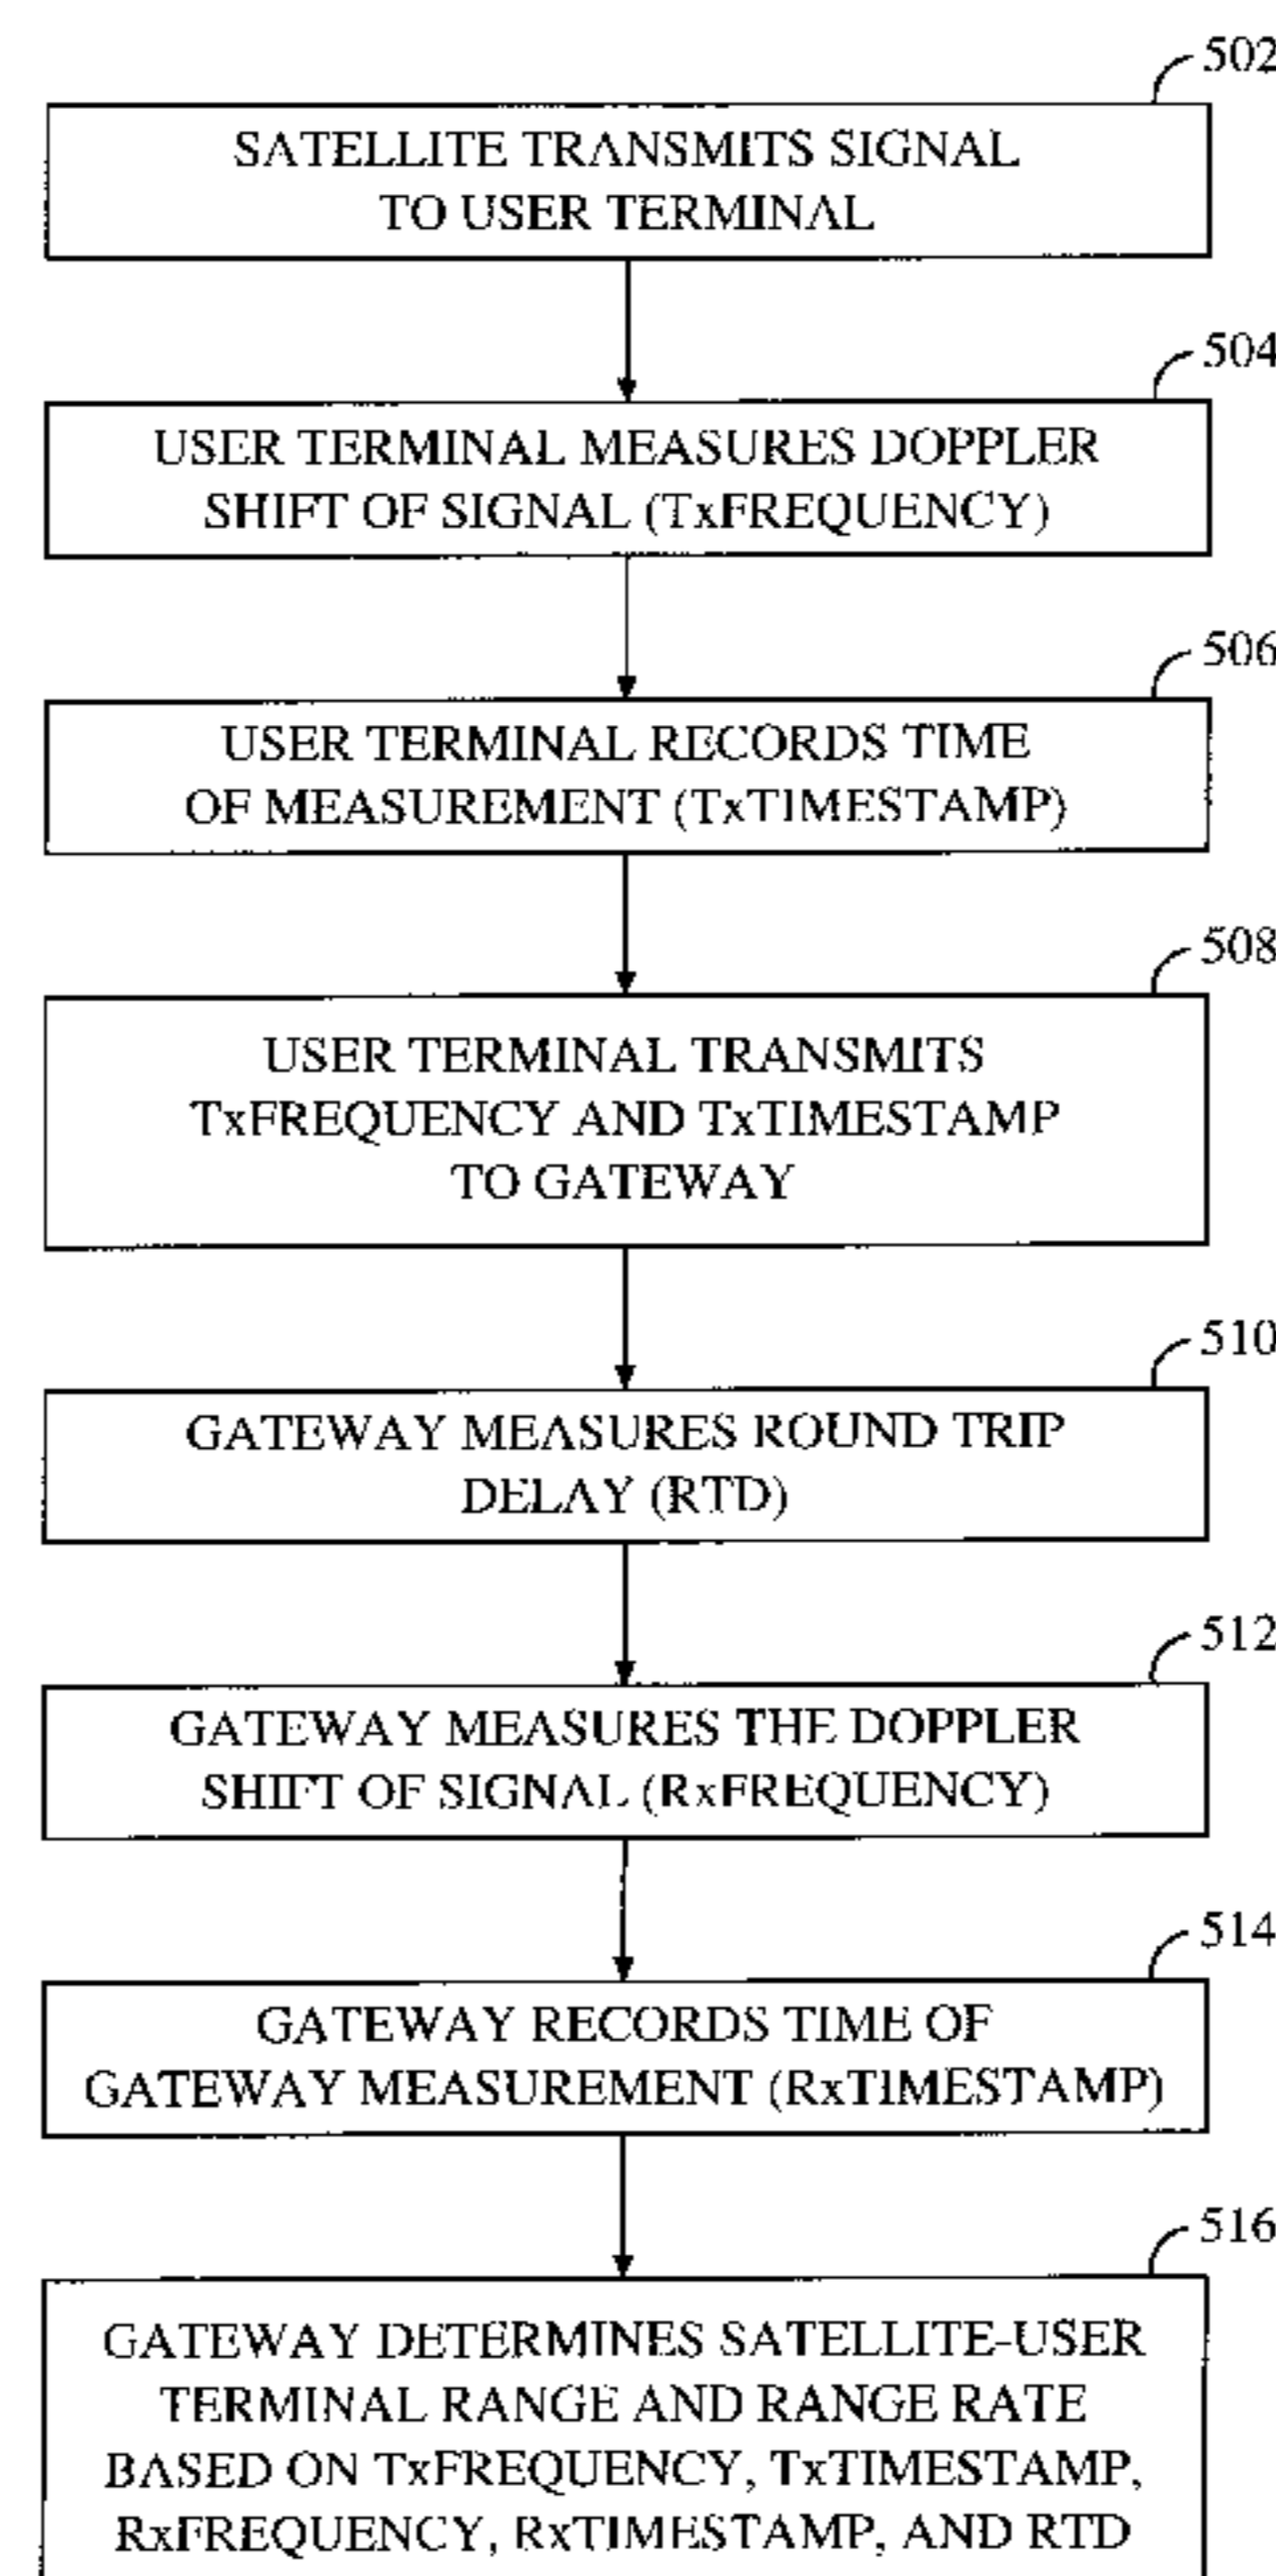 502
SATELLITE TRANSMITS SIGNAL
TO USER TERMINAL
504
USER TERMINAL MEASURES DOPPLER
SHIFT OF SIGNAL (TxFREQUENCY)
506
USER TERMINAL RECORDS TIME
OF MEASUREMENT (TxTIMESTAMP)
508
USER TERMINAL TRANSMITS
TxFREQUENCY AND TxTIMESTAMP
TO GATEWAY
510
GATEWAY MEASURES ROUND TRIP
DELAY (RTD)
512
GATEWAY MEASURES THE DOPPLER
SHIFT OF SIGNAL (RxFREQUENCY)
514
GATEWAY RECORDS TIME OF
GATEWAY MEASUREMENT (RxTIMESTAMP)
516
GATEWAY DETERMINES SATELLITE-USER
TERMINAL RANGE AND RANGE RATE
BASED ON TxFREQUENCY, TxTIMESTAMP,
RxFREQUENCY, RxTIMESTAMP, AND RTD